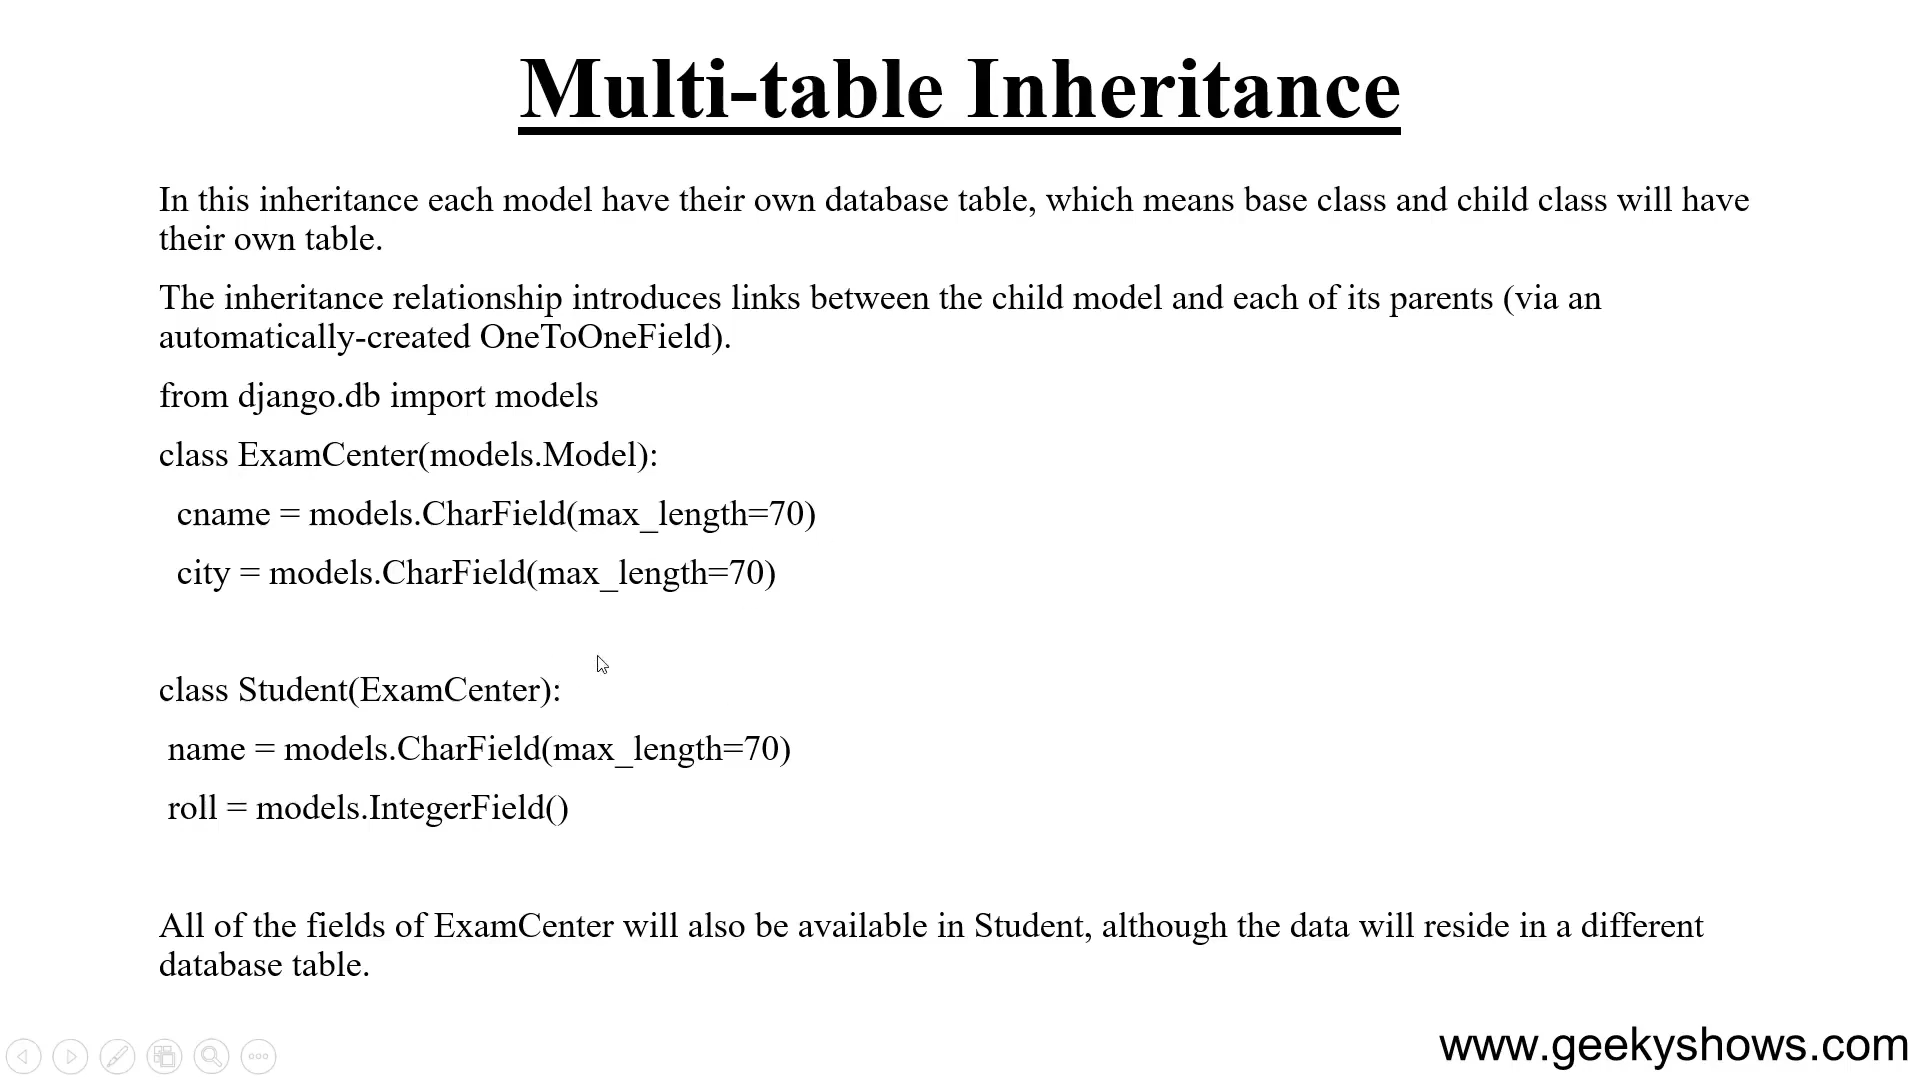 Multi-table Inheritance
In this inheritance each model have their own database table, which means base class and child class will have
their own table.
The inheritance relationship introduces links between the child model and each of its parents (via an
automatically-created OneToOneField).
from django.db import models
class ExamCenter(models.Model):
cname = models.CharField(max_length=70)
city = models.CharField(max_length=70)
class Student(ExamCenter):
name = models.CharField(max_length=70)
roll = models.IntegerField()
All of the fields of ExamCenter will also be available in Student, although the data will reside in a different
database table.
www.geekyshows.com